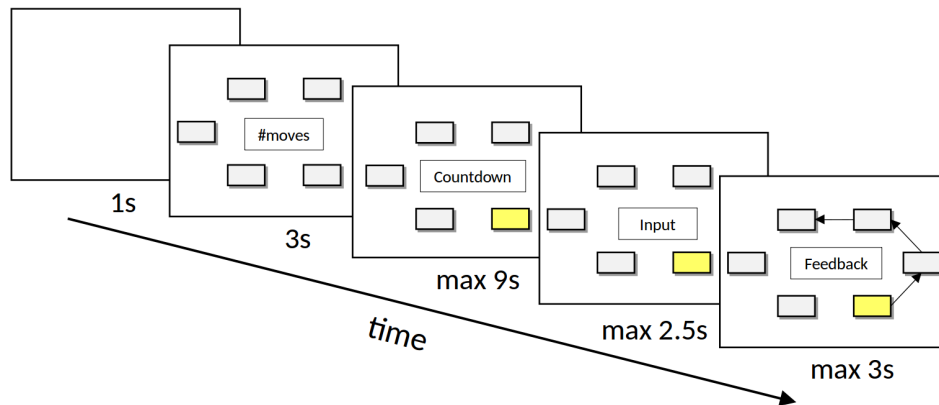 #moves
Countdown
Input
Feedback
1s
3s
max 9s
max 2.5s
max 3s
time